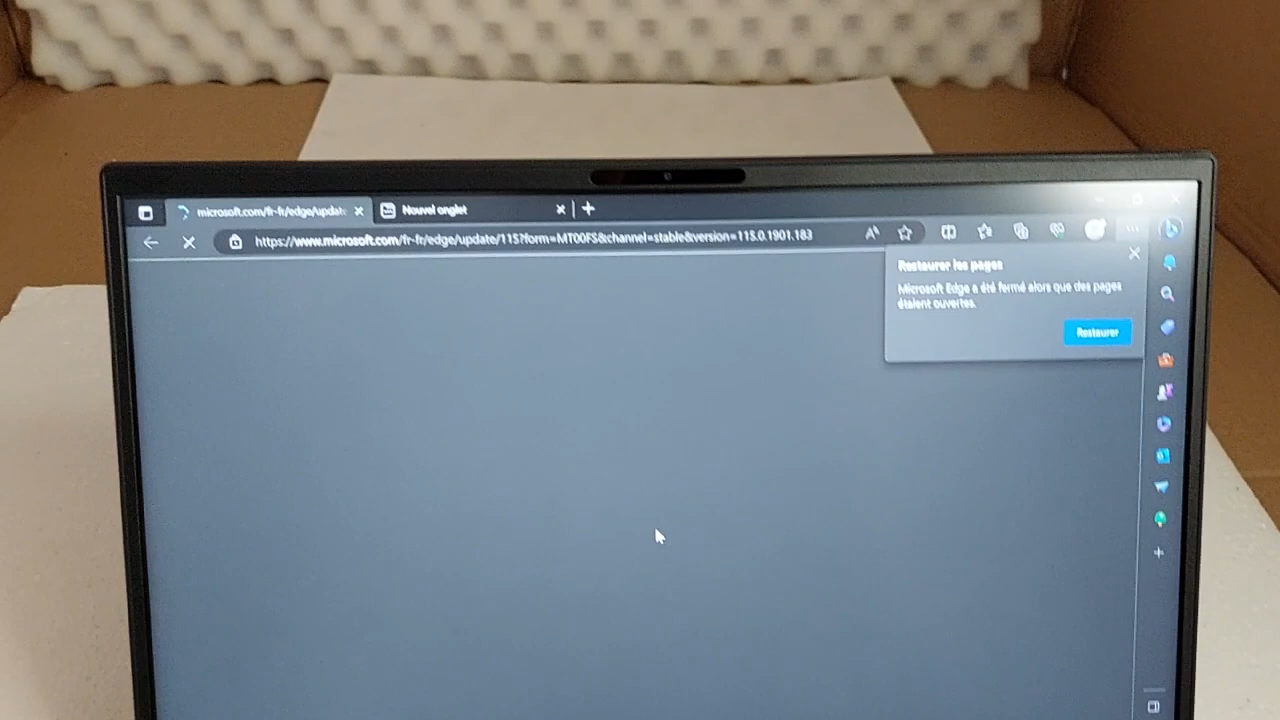 microsoft.com/fr-fr/edge/update
Nouvel onglet
https://www.microsoft.com/fr-fr/edge/update/115?form=MT00FS&channel=stable&version=115.0.1901.183
Restaurer les pages
Microsoft Edge a été fermé alors que des pages
étaient ouvertes.
Restaurer